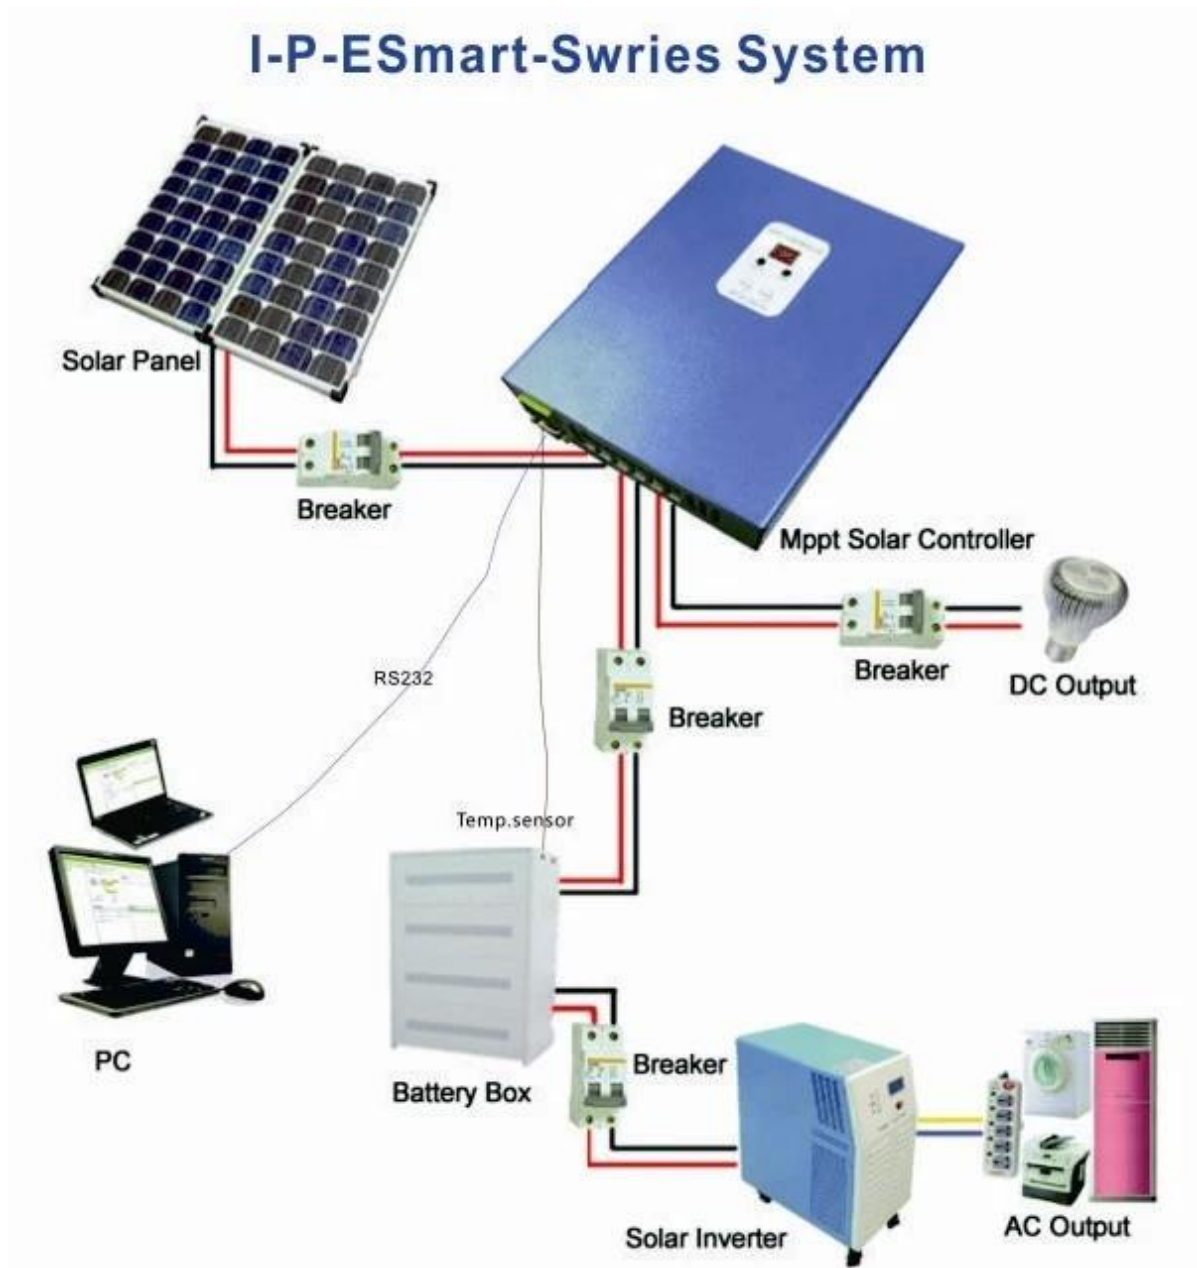 I-P-ESmart-Swries System
Solar Panel
Breaker
Mppt Solar Controller
Breaker
DC Output
RS232
Breaker
Temp.sensor
PC
Battery Box
Breaker
Solar Inverter
AC Output